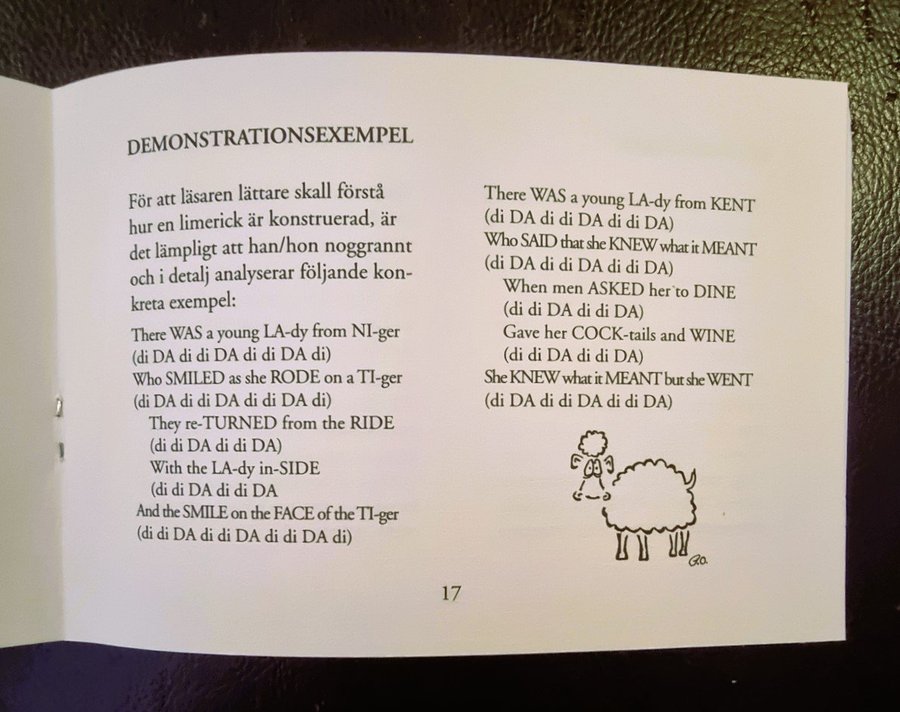 DEMONSTRATIONSEXEMPEL
För att läsaren lättare skall förstå
hur en limerick är konstruerad, är
det lämpligt att han/hon noggrannt
och i detalj analyserar följande kon-
kreta exempel:
There WAS a young LA-dy from NI-ger
(di DA di di DA di di DA di)
Who SMILED as she RODE on a TI-ger
(di DA di di DA di di DA di)
They re-TURNED from the RIDE
(di di DA di di DA)
With the LA-dy in-SIDE
(di di DA di di DA
And the SMILE on the FACE of the TI-ger
(di di DA di di DA di di DA di)
There WAS a young LA-dy from KENT
(di DA di di DA di di DA)
Who SAID that she KNEW what it MEANT
(di DA di di DA di di DA)
When men ASKED her to DINE
(di di DA di di DA)
Gave her COCK-tails and WINE
(di di DA di di DA)
She KNEW what it MEANT but she WENT
(di DA di di DA di di DA)
R.O.
17